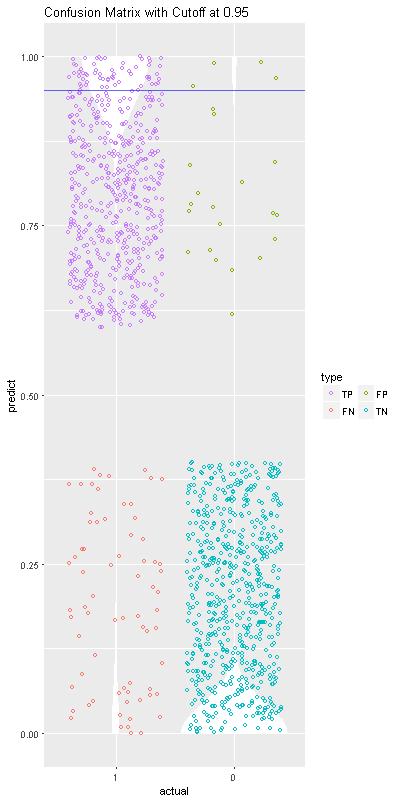 Confusion Matrix with Cutoff at 0.95
1.00
0.75
0.50
0.25
0.00
predict
1 0
actual
type
TP FP
FN TN